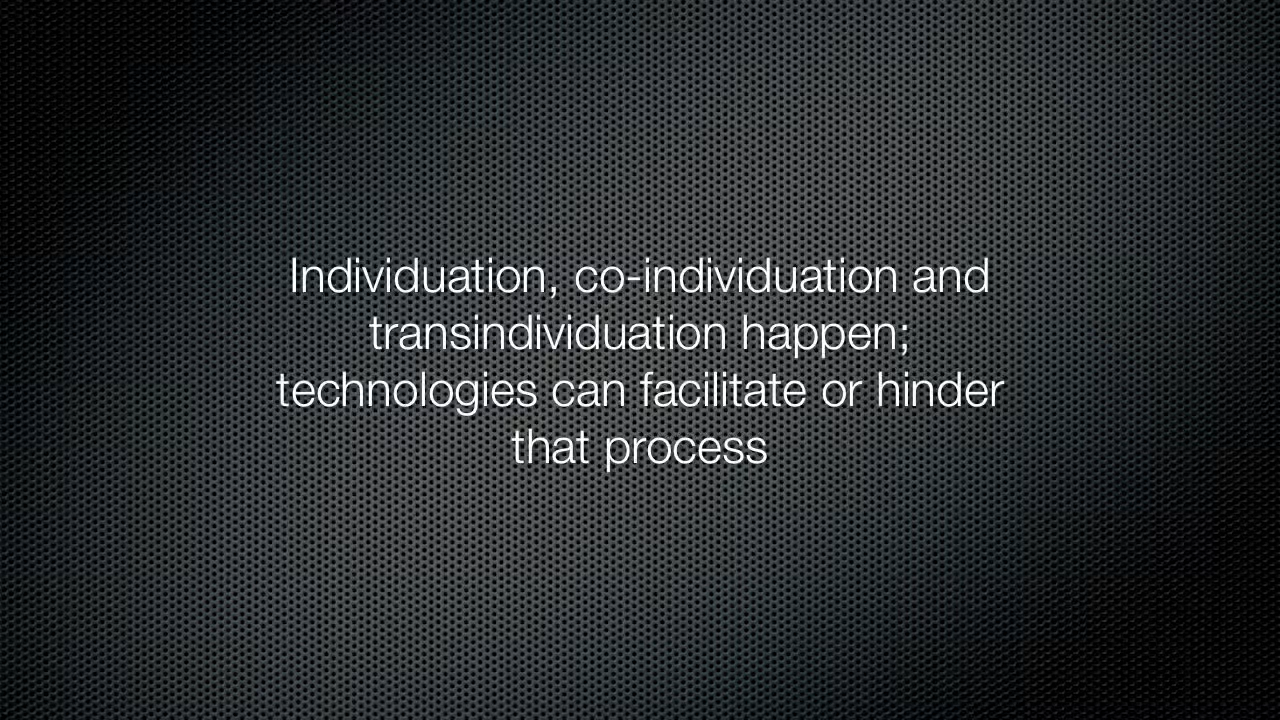 Individuation, co-individuation and
transindividuation happen;
technologies can facilitate or hinder
that process